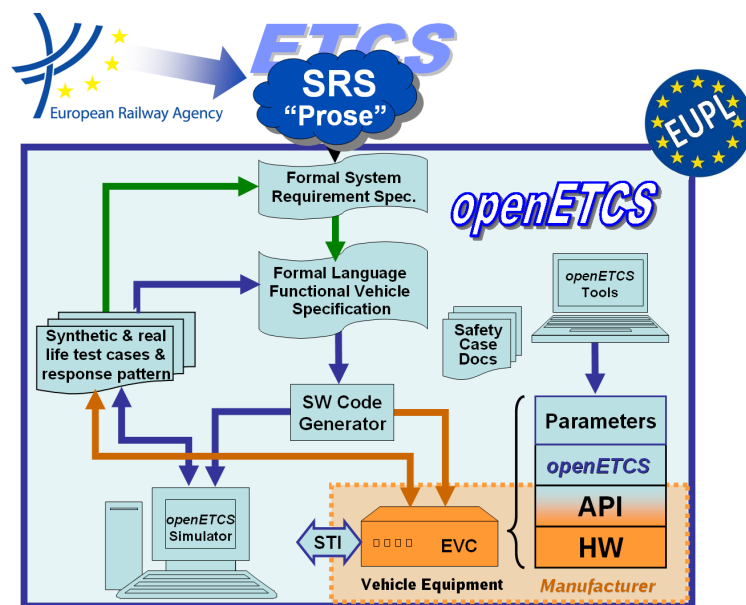 ETCS
SRS
“Prose”
European Railway Agency
EUPL
Formal System
Requirement Spec.
openETCS
Formal Language
Functional Vehicle
Specification
openETCS
Tools
Synthetic & real
life test cases &
response pattern
Safety
Case
Docs
SW Code
Generator
Parameters
openETCS
API
HW
openETCS
Simulator
STI
EVC
Vehicle Equipment
Manufacturer